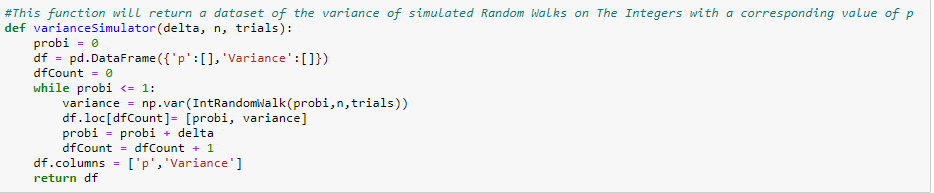 #This function will return a dataset of the variance of simulated Random Walks on The Integers with a corresponding value of p
def varianceSimulator(delta, n, trials):
    probi = 0
    df = pd.DataFrame({'p':[],'Variance':[]})
    dfCount = 0
    while probi <= 1:
        variance = np.var(IntRandomWalk(probi,n,trials))
        df.loc[dfCount]= [probi, variance]
        probi = probi + delta
        dfCount = dfCount + 1
    df.columns = ['p','Variance']
    return df